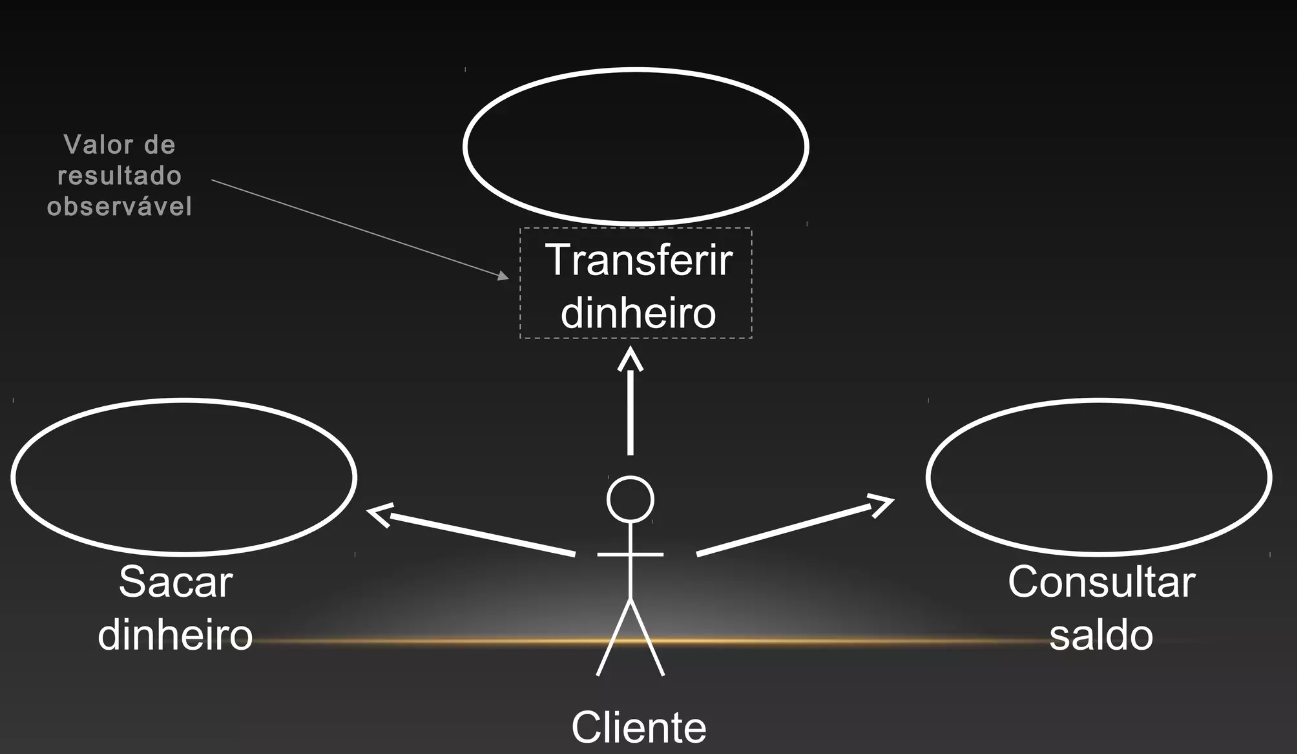 Valor de
resultado
observável
Transferir
dinheiro
Sacar
dinheiro
Consultar
saldo
Cliente